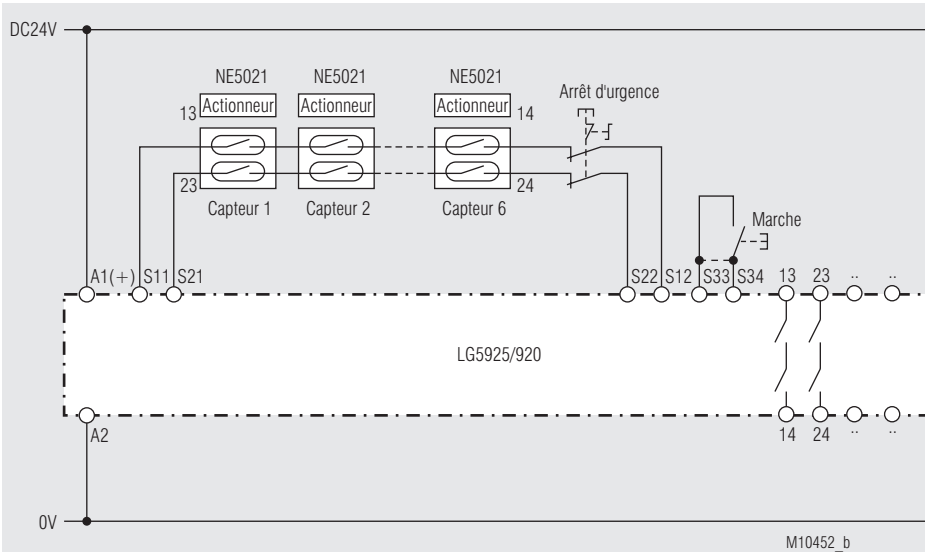 DC24V
NE5021 NE5021 NE5021
Arrêt d'urgence
13 Actionneur Actionneur Actionneur 14
23 24
Capteur 1 Capteur 2 Capteur 6
Marche
A1(+) S11 S21 S22 S12 S33 S34 13 23 .. ..
LG5925/920
A2 14 24 .. ..
0V
M10452_b